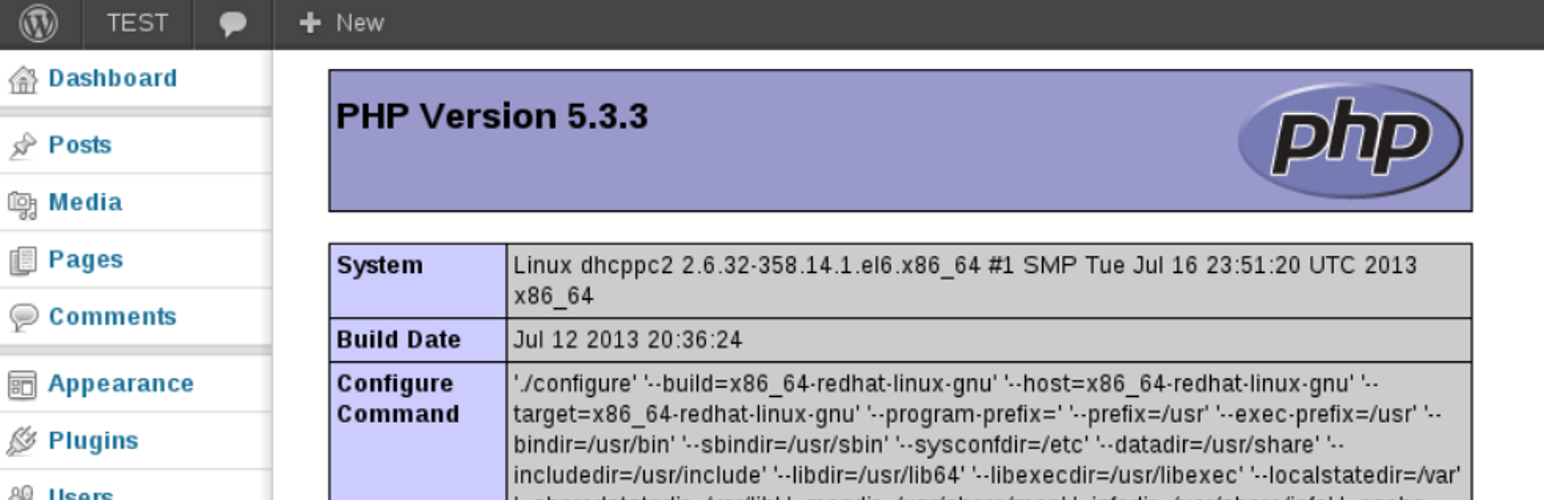 TEST
New
Dashboard
Posts
Media
Pages
Comments
Appearance
Plugins
Users
PHP Version 5.3.3
php
System
Linux dhcppc2 2.6.32-358.14.1.el6.x86_64 #1 SMP Tue Jul 16 23:51:20 UTC 2013
x86_64
Build Date
Jul 12 2013 20:36:24
Configure
Command
'./configure' '--build=x86_64-redhat-linux-gnu' '--host=x86_64-redhat-linux-gnu' '--
target=x86_64-redhat-linux-gnu' '--program-prefix=' '--prefix=/usr' '--exec-prefix=/usr' '--
bindir=/usr/bin' '--sbindir=/usr/sbin' '--sysconfdir=/etc' '--datadir=/usr/share' '--
includedir=/usr/include' '--libdir=/usr/lib64' '--libexecdir=/usr/libexec' '--localstatedir=/var'